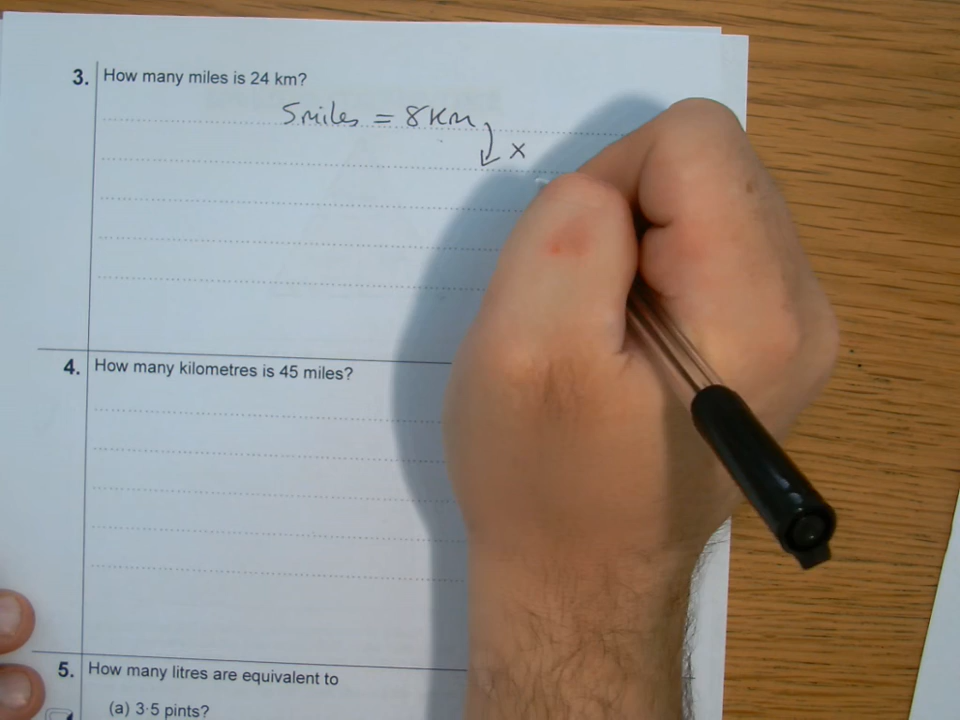 3. How many miles is 24 km?
5miles = 8km
×
4. How many kilometres is 45 miles?
5. How many litres are equivalent to
(a) 3·5 pints?